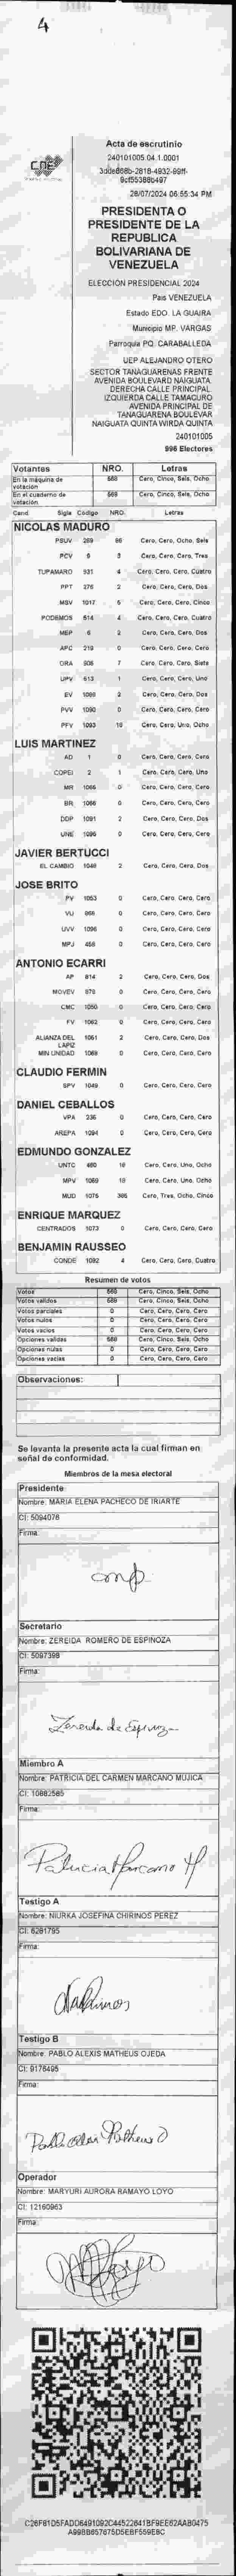 4
CNE
Acta de escrutinio
240101005.04.1.0001
28/07/2024 06:55:34 PM
PRESIDENTA O
PRESIDENTE DE LA
REPUBLICA
BOLIVARIANA DE
VENEZUELA
ELECCIÓN PRESIDENCIAL 2024
País VENEZUELA
Estado EDO. LA GUAIRA
Municipio MP. VARGAS
Parroquia PQ. CARABALLEDA
UEP ALEJANDRO OTERO
SECTOR TANAGUARENAS FRENTE
AVENIDA BOULEVARD NAIGUATA.
DERECHA CALLE PRINCIPAL.
IZQUIERDA CALLE TAMACURO
AVENIDA PRINCIPAL DE
TANAGUARENA BOULEVAR
NAIGUATA QUINTA WIRDA QUINTA
240101005
996 Electores
Votantes NRO. Letras
En la máquina de votación 568 Cero, Cinco, Seis, Ocho
En el cuaderno de votación 568 Cero, Cinco, Seis, Ocho
Cand Sigla Código NRO. Letras
NICOLAS MADURO
PSUV 269 86 Cero, Cero, Ocho, Seis
PCV 5 3 Cero, Cero, Cero, Tres
TUPAMARO 931 4 Cero, Cero, Cero, Cuatro
PPT 276 2 Cero, Cero, Cero, Dos
MSV 1017 5 Cero, Cero, Cero, Cinco
PODEMOS 514 4 Cero, Cero, Cero, Cuatro
MEP 6 2 Cero, Cero, Cero, Dos
APC 219 0 Cero, Cero, Cero, Cero
ORA 905 7 Cero, Cero, Cero, Siete
UPV 613 1 Cero, Cero, Cero, Uno
EV 1098 2 Cero, Cero, Cero, Dos
PVV 1090 0 Cero, Cero, Cero, Cero
PFV 1093 18 Cero, Cero, Uno, Ocho
LUIS MARTINEZ
AD 1 0 Cero, Cero, Cero, Cero
COPEI 2 1 Cero, Cero, Cero, Uno
MR 1066 0 Cero, Cero, Cero, Cero
BR 1086 0 Cero, Cero, Cero, Cero
DDP 1091 2 Cero, Cero, Cero, Dos
UNE 1096 0 Cero, Cero, Cero, Cero
JAVIER BERTUCCI
EL CAMBIO 1048 2 Cero, Cero, Cero, Dos
JOSE BRITO
PV 1053 0 Cero, Cero, Cero, Cero
VU 968 0 Cero, Cero, Cero, Cero
UVV 1096 0 Cero, Cero, Cero, Cero
MPJ 458 0 Cero, Cero, Cero, Cero
ANTONIO ECARRI
AP 814 2 Cero, Cero, Cero, Dos
MOVEV 878 0 Cero, Cero, Cero, Cero
CMC 1050 0 Cero, Cero, Cero, Cero
FV 1062 0 Cero, Cero, Cero, Cero
ALIANZA DEL LAPIZ 1061 2 Cero, Cero, Cero, Dos
MIN UNIDAD 1069 0 Cero, Cero, Cero, Cero
CLAUDIO FERMIN
SPV 1049 0 Cero, Cero, Cero, Cero
DANIEL CEBALLOS
VPA 236 0 Cero, Cero, Cero, Cero
AREPA 1094 0 Cero, Cero, Cero, Cero
EDMUNDO GONZALEZ
UNTC 480 18 Cero, Cero, Uno, Ocho
MPV 1069 18 Cero, Cero, Uno, Ocho
MUD 1075 385 Cero, Tres, Ocho, Cinco
ENRIQUE MARQUEZ
CENTRADOS 1073 0 Cero, Cero, Cero, Cero
BENJAMIN RAUSSEO
CONDE 1092 4 Cero, Cero, Cero, Cuatro
Resumen de votos
Votos 568 Cero, Cinco, Seis, Ocho
Votos válidos 568 Cero, Cinco, Seis, Ocho
Votos parciales 0 Cero, Cero, Cero, Cero
Votos nulos 0 Cero, Cero, Cero, Cero
Votos vacíos 0 Cero, Cero, Cero, Cero
Opciones válidas 568 Cero, Cinco, Seis, Ocho
Opciones nulas 0 Cero, Cero, Cero, Cero
Opciones vacías 0 Cero, Cero, Cero, Cero
Observaciones:
Se levanta la presente acta la cual firman en
señal de conformidad.
Miembros de la mesa electoral
Presidente
Nombre: MARIA ELENA PACHECO DE IRIARTE
CI: 5094078
Firma:
Secretario
Nombre: ZEREIDA ROMERO DE ESPINOZA
CI: 5097398
Firma:
Zereida de Espinoza
Miembro A
Nombre: PATRICIA DEL CARMEN MARCANO MUJICA
CI: 10882585
Firma:
Patricia Marcano M
Testigo A
Nombre: NIURKA JOSEFINA CHIRINOS PEREZ
CI: 6281795
Firma:
Testigo B
Nombre: PABLO ALEXIS MATHEUS OJEDA
CI: 9176495
Firma:
Pablo Alexis Matheus O
Operador
Nombre: MARYURI AURORA RAMAYO LOYO
CI: 12160963
Firma: